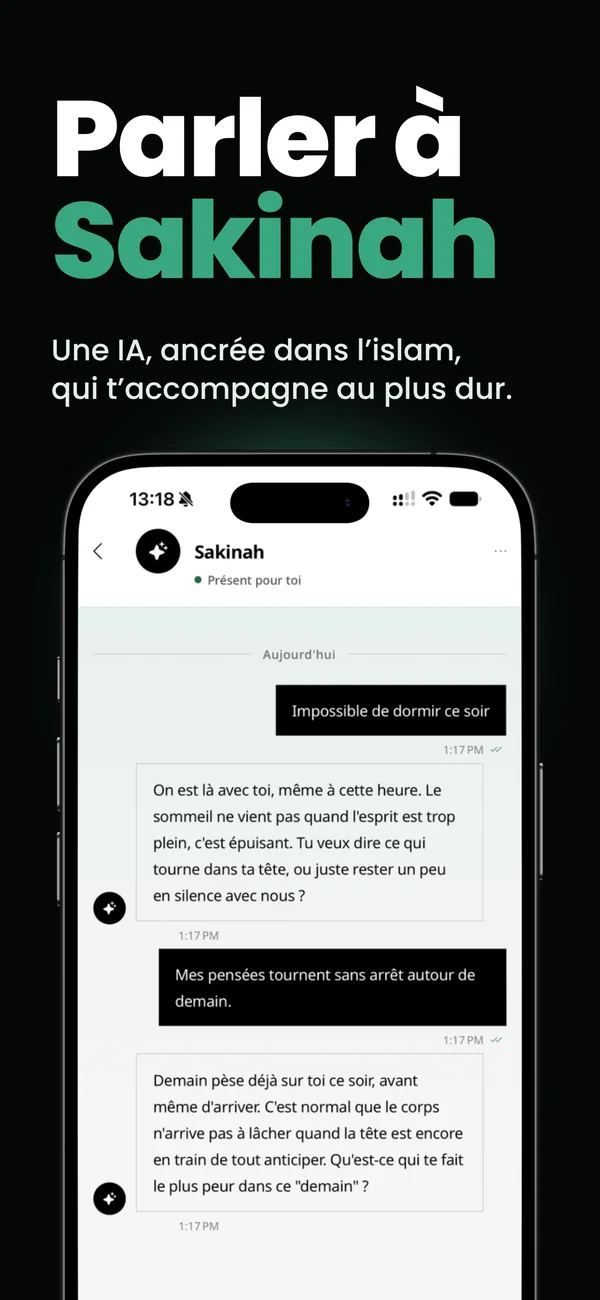 Parler à
Sakinah
Une IA, ancrée dans l’islam,
qui t’accompagne au plus dur.
13:18
Sakinah
Présent pour toi
Aujourd'hui
Impossible de dormir ce soir
1:17 PM
On est là avec toi, même à cette heure. Le
sommeil ne vient pas quand l'esprit est trop
plein, c'est épuisant. Tu veux dire ce qui
tourne dans ta tête, ou juste rester un peu
en silence avec nous ?
1:17 PM
Mes pensées tournent sans arrêt autour de
demain.
1:17 PM
Demain pèse déjà sur toi ce soir, avant
même d'arriver. C'est normal que le corps
n'arrive pas à lâcher quand la tête est encore
en train de tout anticiper. Qu'est-ce qui te fait
le plus peur dans ce "demain" ?
1:17 PM